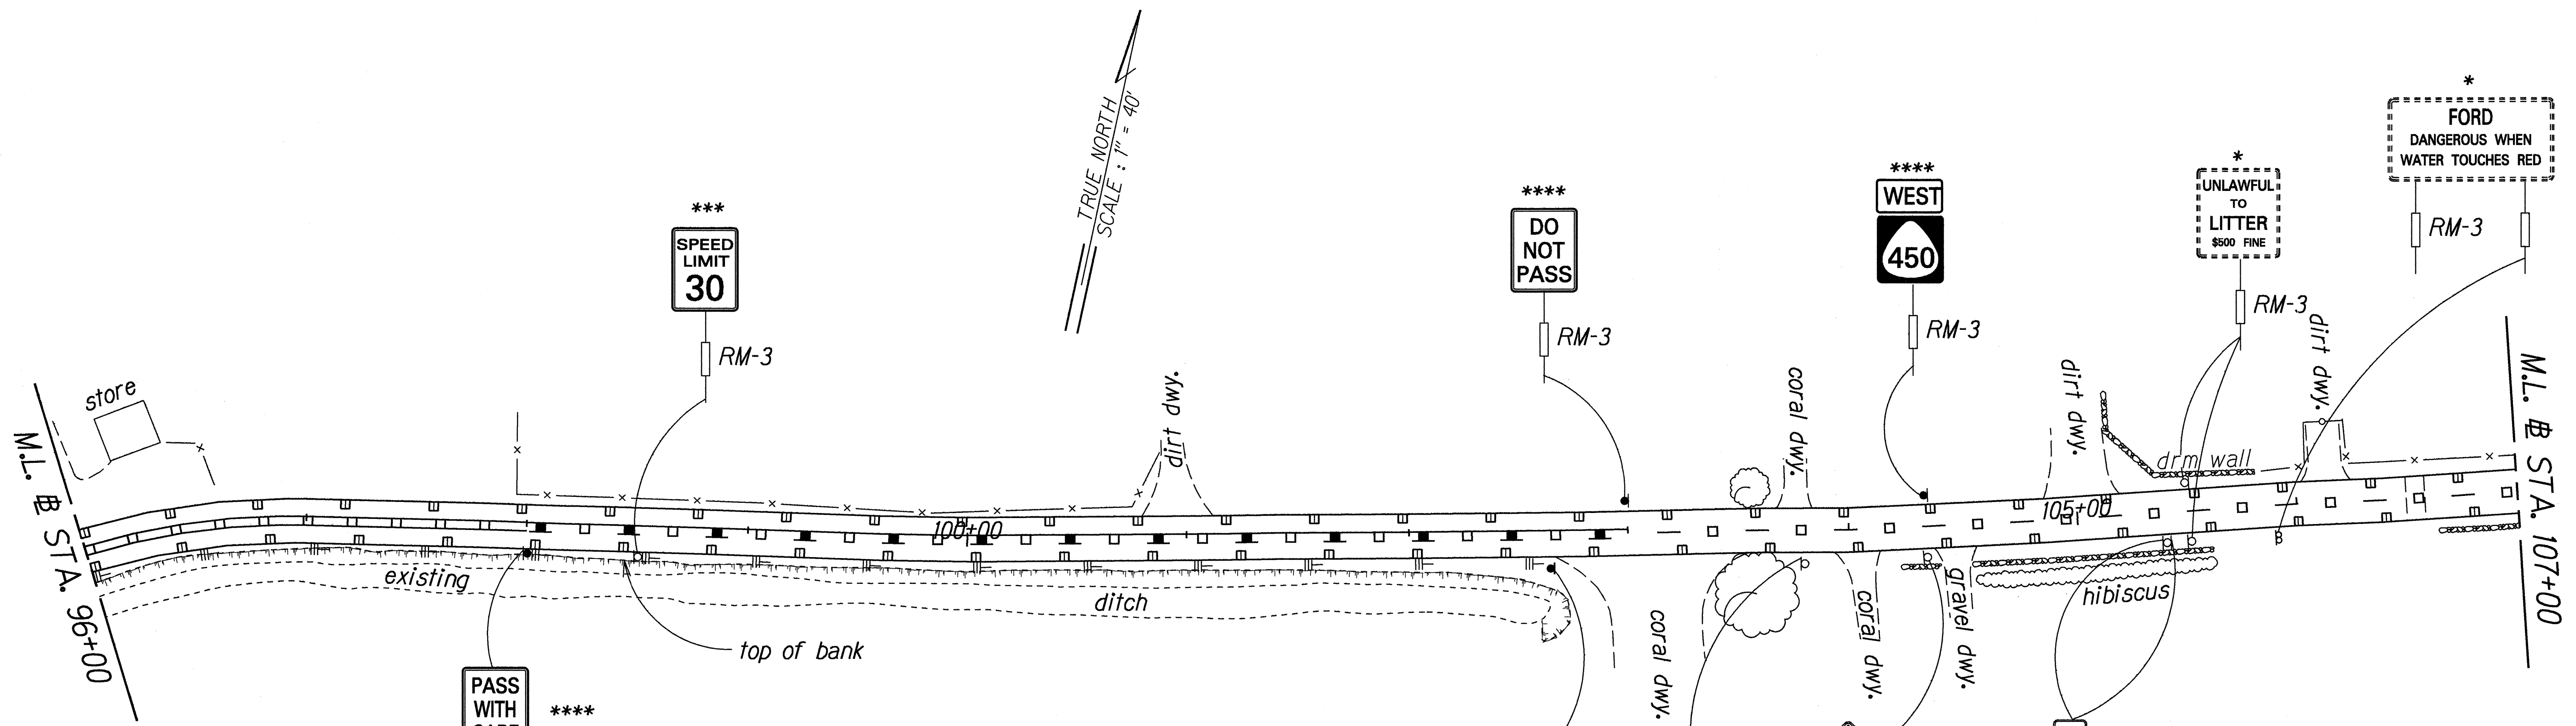 TRUE NORTH
SCALE : 1" = 40'
*
FORD
DANGEROUS WHEN
WATER TOUCHES RED
RM-3
*
UNLAWFUL
TO
LITTER
$500 FINE
RM-3
****
WEST
450
RM-3
****
DO
NOT
PASS
RM-3
***
SPEED
LIMIT
30
RM-3
store
dirt dwy.
coral dwy.
dirt dwy.
dirt dwy.
drm wall
M.L. BL STA. 96+00
100+00
105+00
M.L. BL STA. 107+00
existing
ditch
hibiscus
top of bank
coral dwy.
coral dwy.
gravel dwy.
PASS
WITH
****